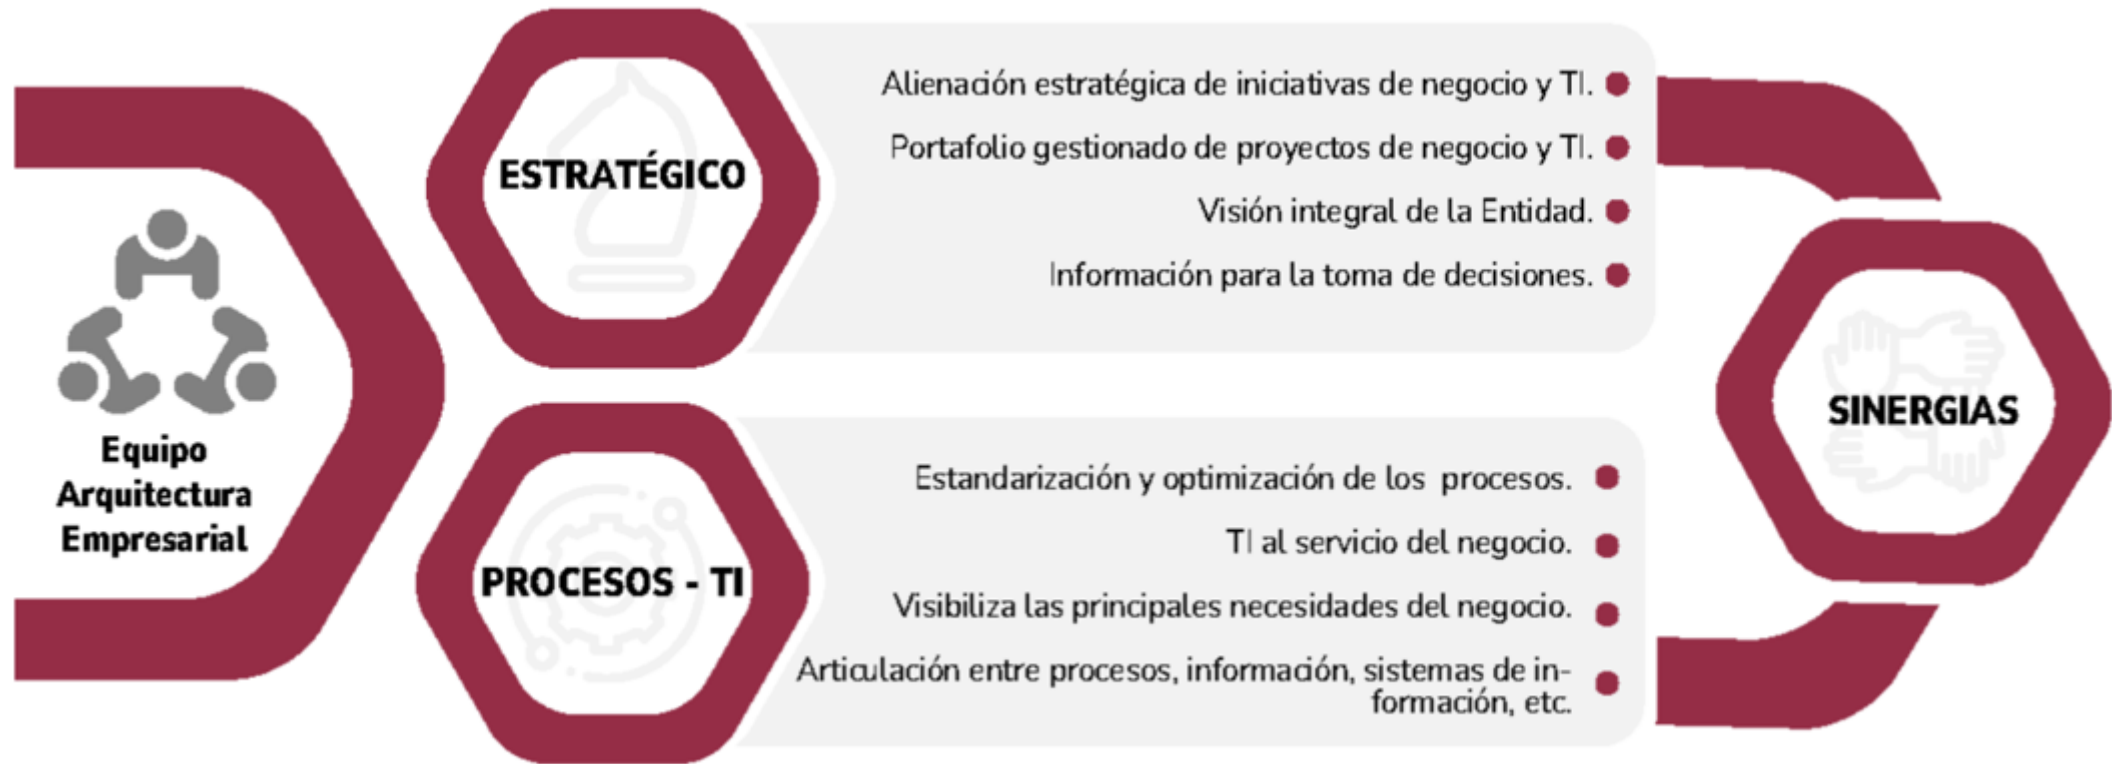 Equipo
Arquitectura
Empresarial
ESTRATÉGICO
Alienación estratégica de iniciativas de negocio y TI.
Portafolio gestionado de proyectos de negocio y TI.
Visión integral de la Entidad.
Información para la toma de decisiones.
PROCESOS - TI
Estandarización y optimización de los procesos.
TI al servicio del negocio.
Visibiliza las principales necesidades del negocio.
Articulación entre procesos, información, sistemas de in-
formación, etc.
SINERGIAS